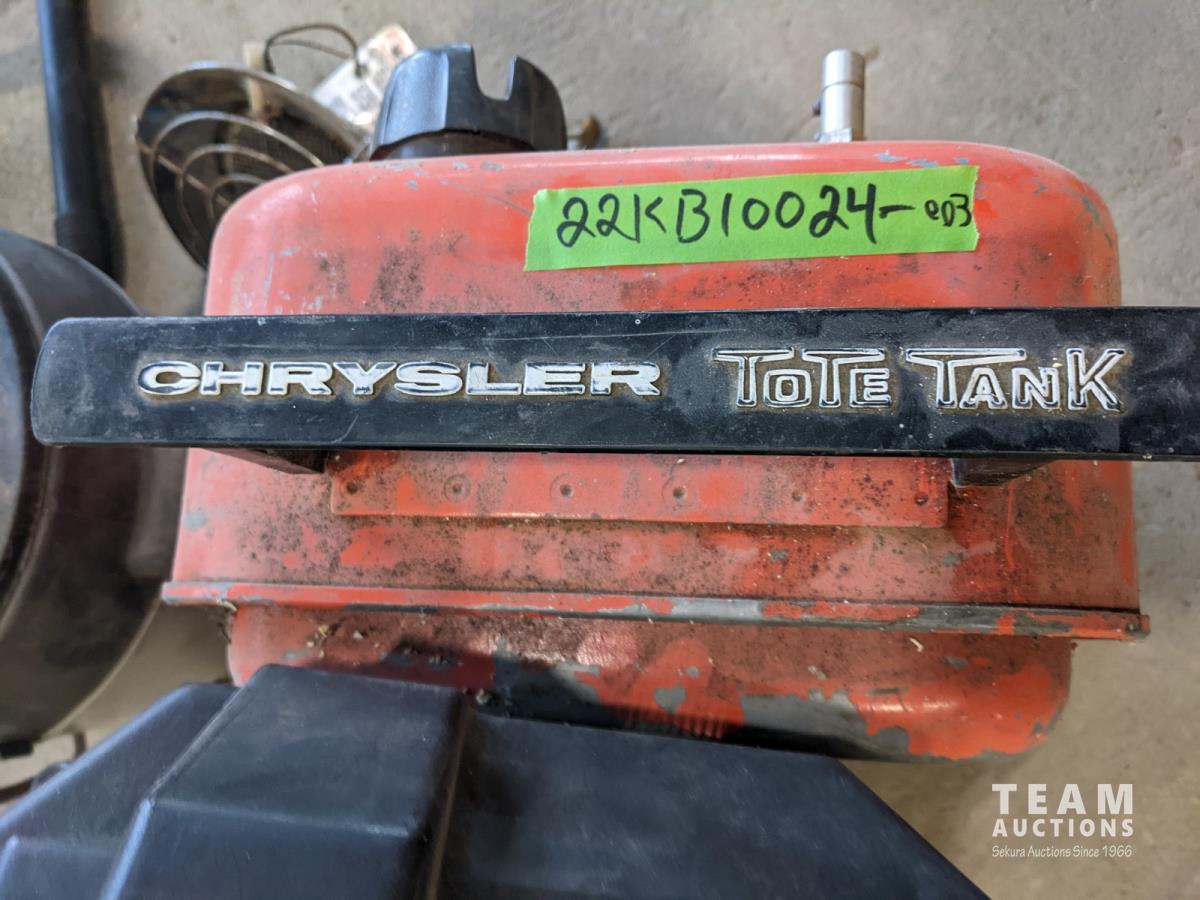 22KB10024-003
CHRYSLER TOTE TANK
TEAM
AUCTIONS
Sekura Auctions Since 1966